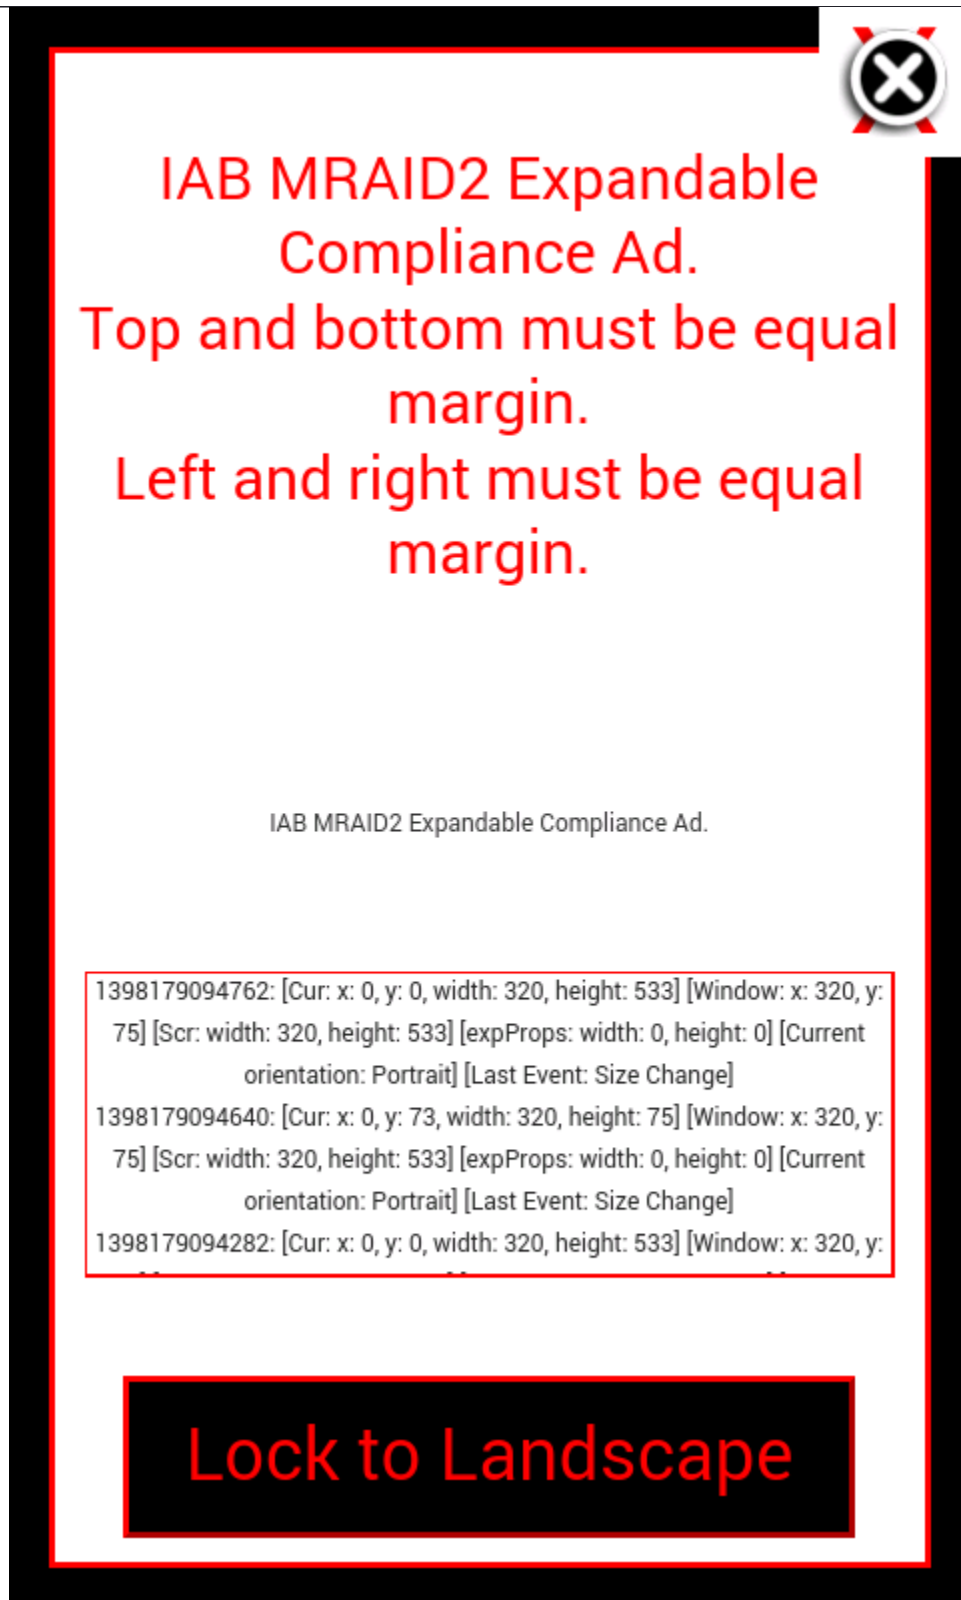 IAB MRAID2 Expandable
Compliance Ad.
Top and bottom must be equal
margin.
Left and right must be equal
margin.
IAB MRAID2 Expandable Compliance Ad.
1398179094762: [Cur: x: 0, y: 0, width: 320, height: 533] [Window: x: 320, y:
75] [Scr: width: 320, height: 533] [expProps: width: 0, height: 0] [Current
orientation: Portrait] [Last Event: Size Change]
1398179094640: [Cur: x: 0, y: 73, width: 320, height: 75] [Window: x: 320, y:
75] [Scr: width: 320, height: 533] [expProps: width: 0, height: 0] [Current
orientation: Portrait] [Last Event: Size Change]
1398179094282: [Cur: x: 0, y: 0, width: 320, height: 533] [Window: x: 320, y:
Lock to Landscape